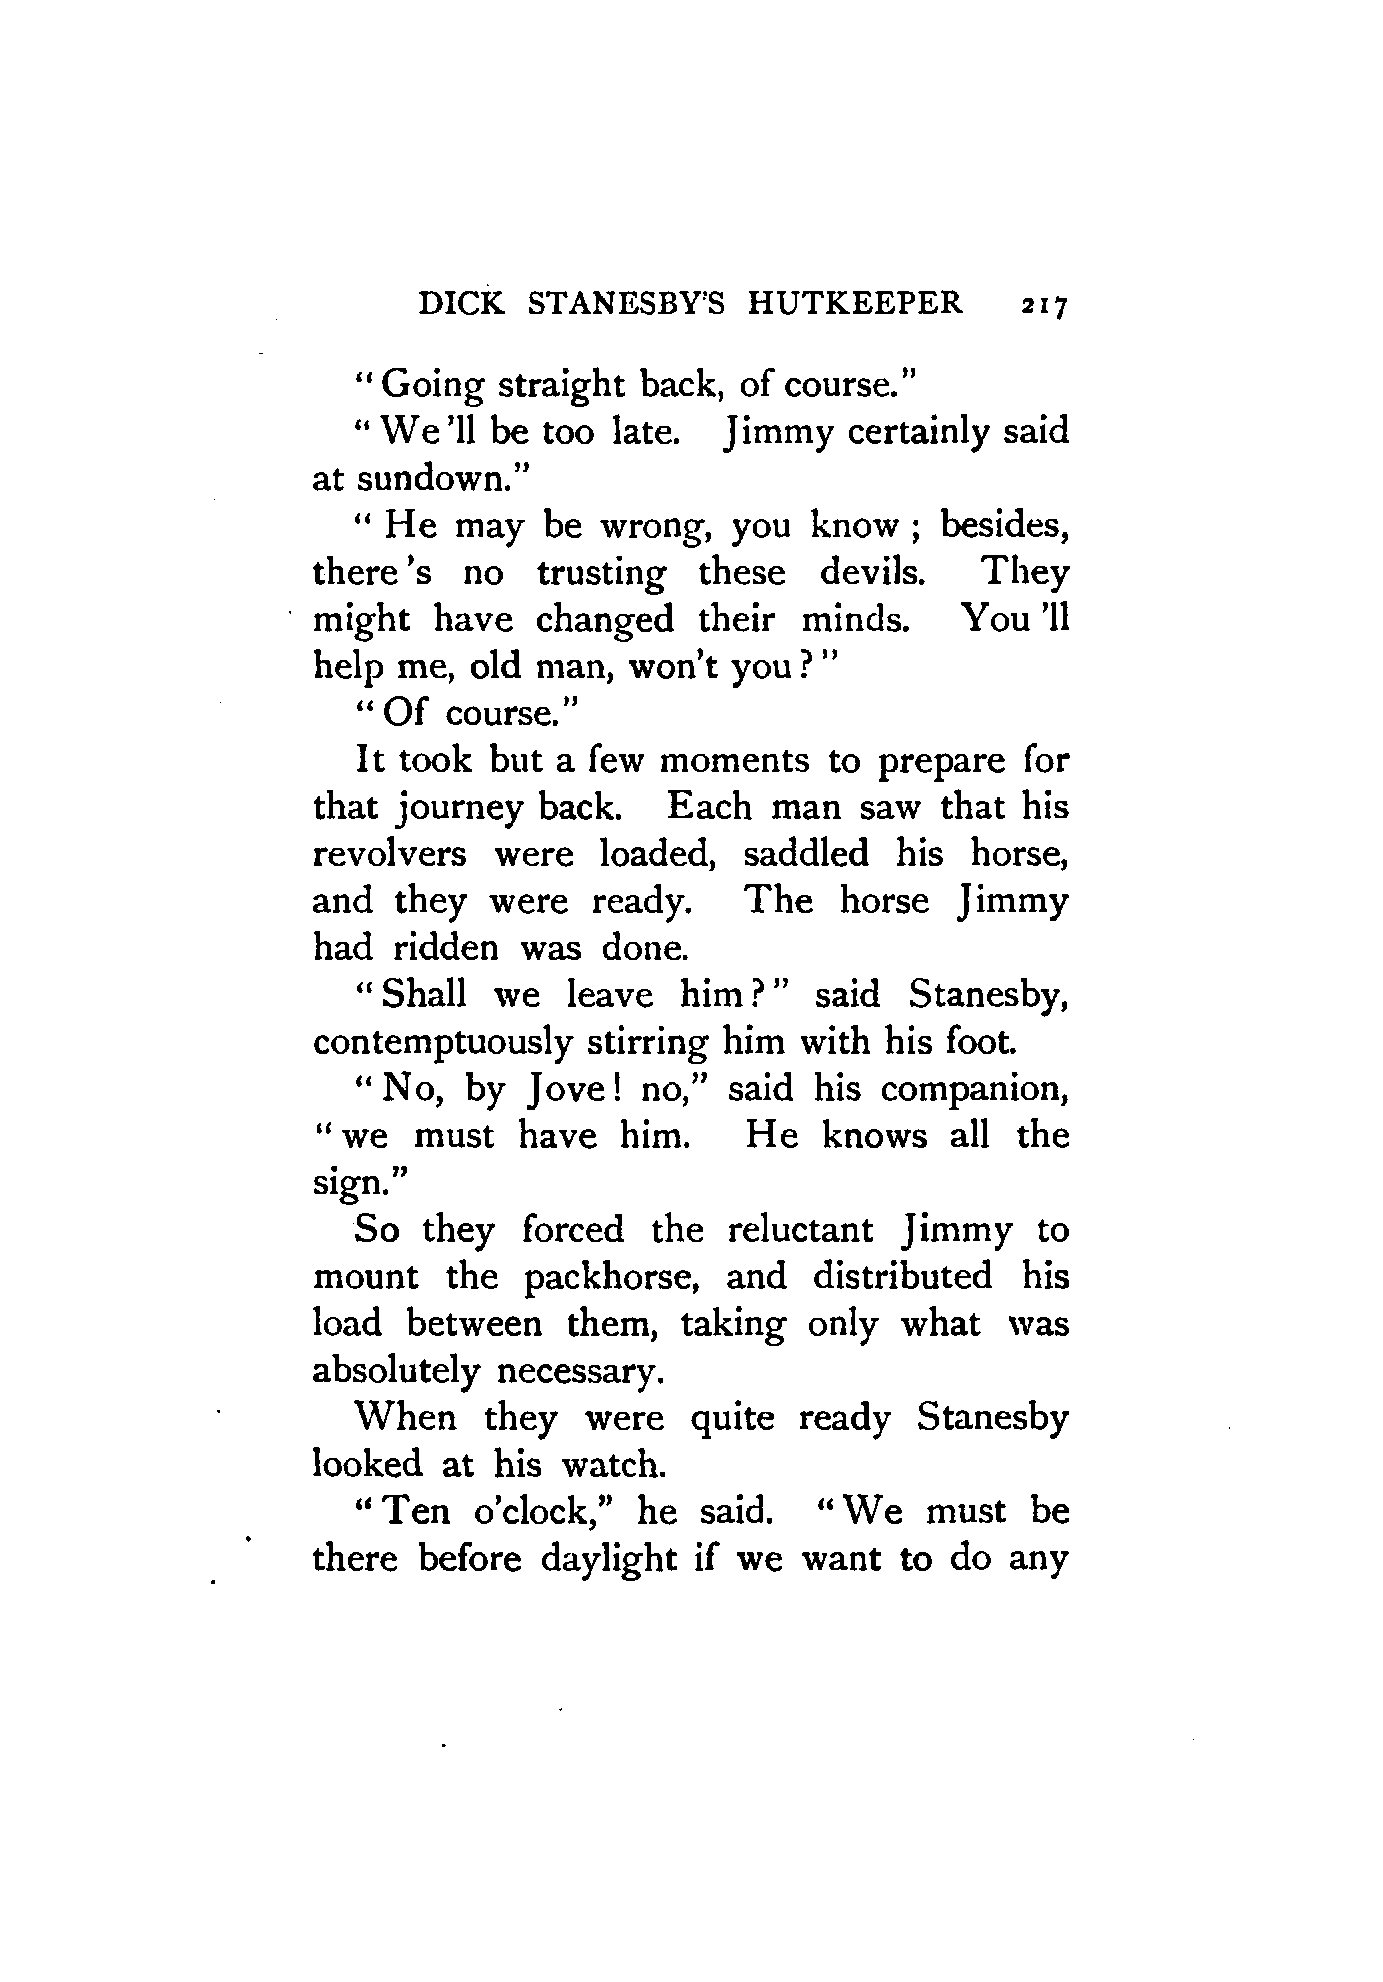 DICK STANESBY'S HUTKEEPER 217
"Going straight back, of course."
"We'll be too late. Jimmy certainly said
at sundown."
"He may be wrong, you know; besides,
there's no trusting these devils. They
might have changed their minds. You'll
help me, old man, won't you?"
"Of course."
It took but a few moments to prepare for
that journey back. Each man saw that his
revolvers were loaded, saddled his horse,
and they were ready. The horse Jimmy
had ridden was done.
"Shall we leave him?" said Stanesby,
contemptuously stirring him with his foot.
"No, by Jove! no," said his companion,
"we must have him. He knows all the
sign."
So they forced the reluctant Jimmy to
mount the packhorse, and distributed his
load between them, taking only what was
absolutely necessary.
When they were quite ready Stanesby
looked at his watch.
"Ten o'clock," he said. "We must be
there before daylight if we want to do any